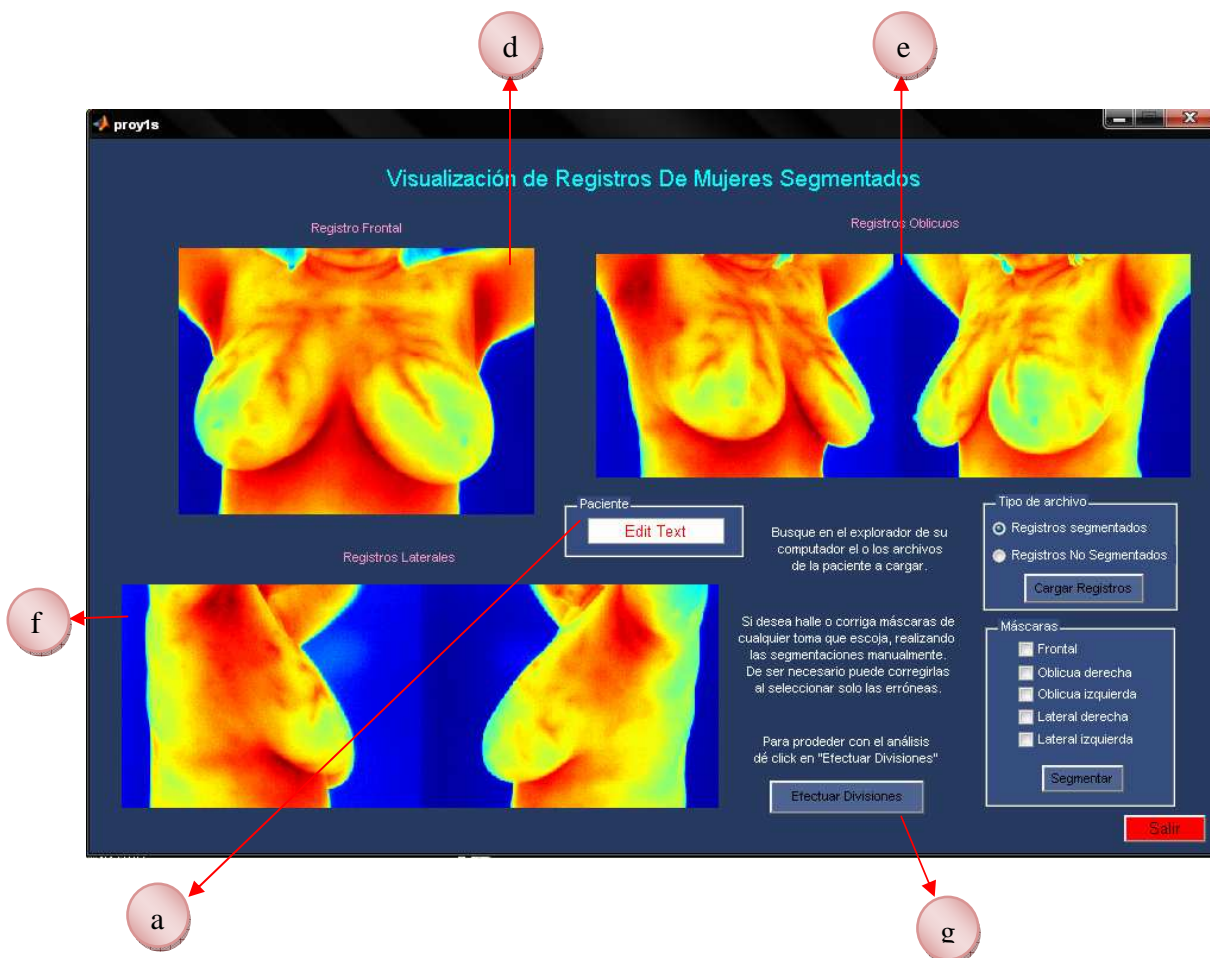 d
e
proy1s
Visualización de Registros De Mujeres Segmentados
Registro Frontal
Registros Oblicuos
Paciente
Edit Text
Busque en el explorador de su
computador el o los archivos
de la paciente a cargar.
Tipo de archivo
Registros segmentados
Registros No Segmentados
Cargar Registros
Registros Laterales
f
Si desea halle o corriga máscaras de
cualquier toma que escoja, realizando
las segmentaciones manualmente.
De ser necesario puede corregirlas
al seleccionar solo las erróneas.
Máscaras
Frontal
Oblicua derecha
Oblicua izquierda
Lateral derecha
Lateral izquierda
Segmentar
Para prodeder con el análisis
dé click en "Efectuar Divisiones"
Efectuar Divisiones
Salir
a
g